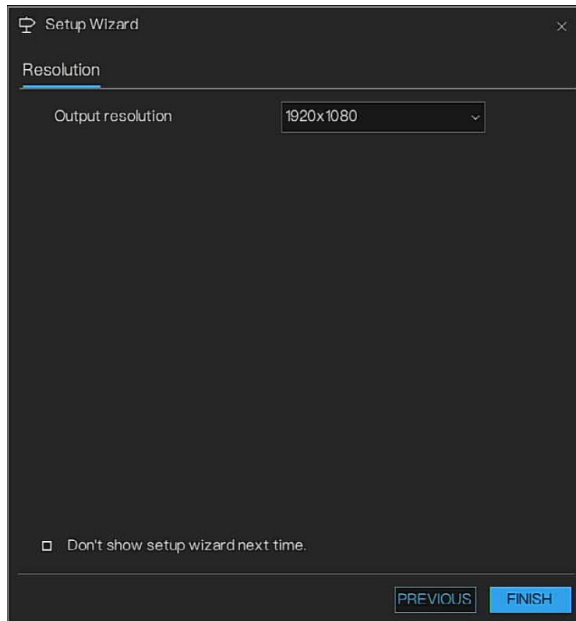 Setup Wizard
Resolution
Output resolution 1920x1080
Don't show setup wizard next time.
PREVIOUS FINISH